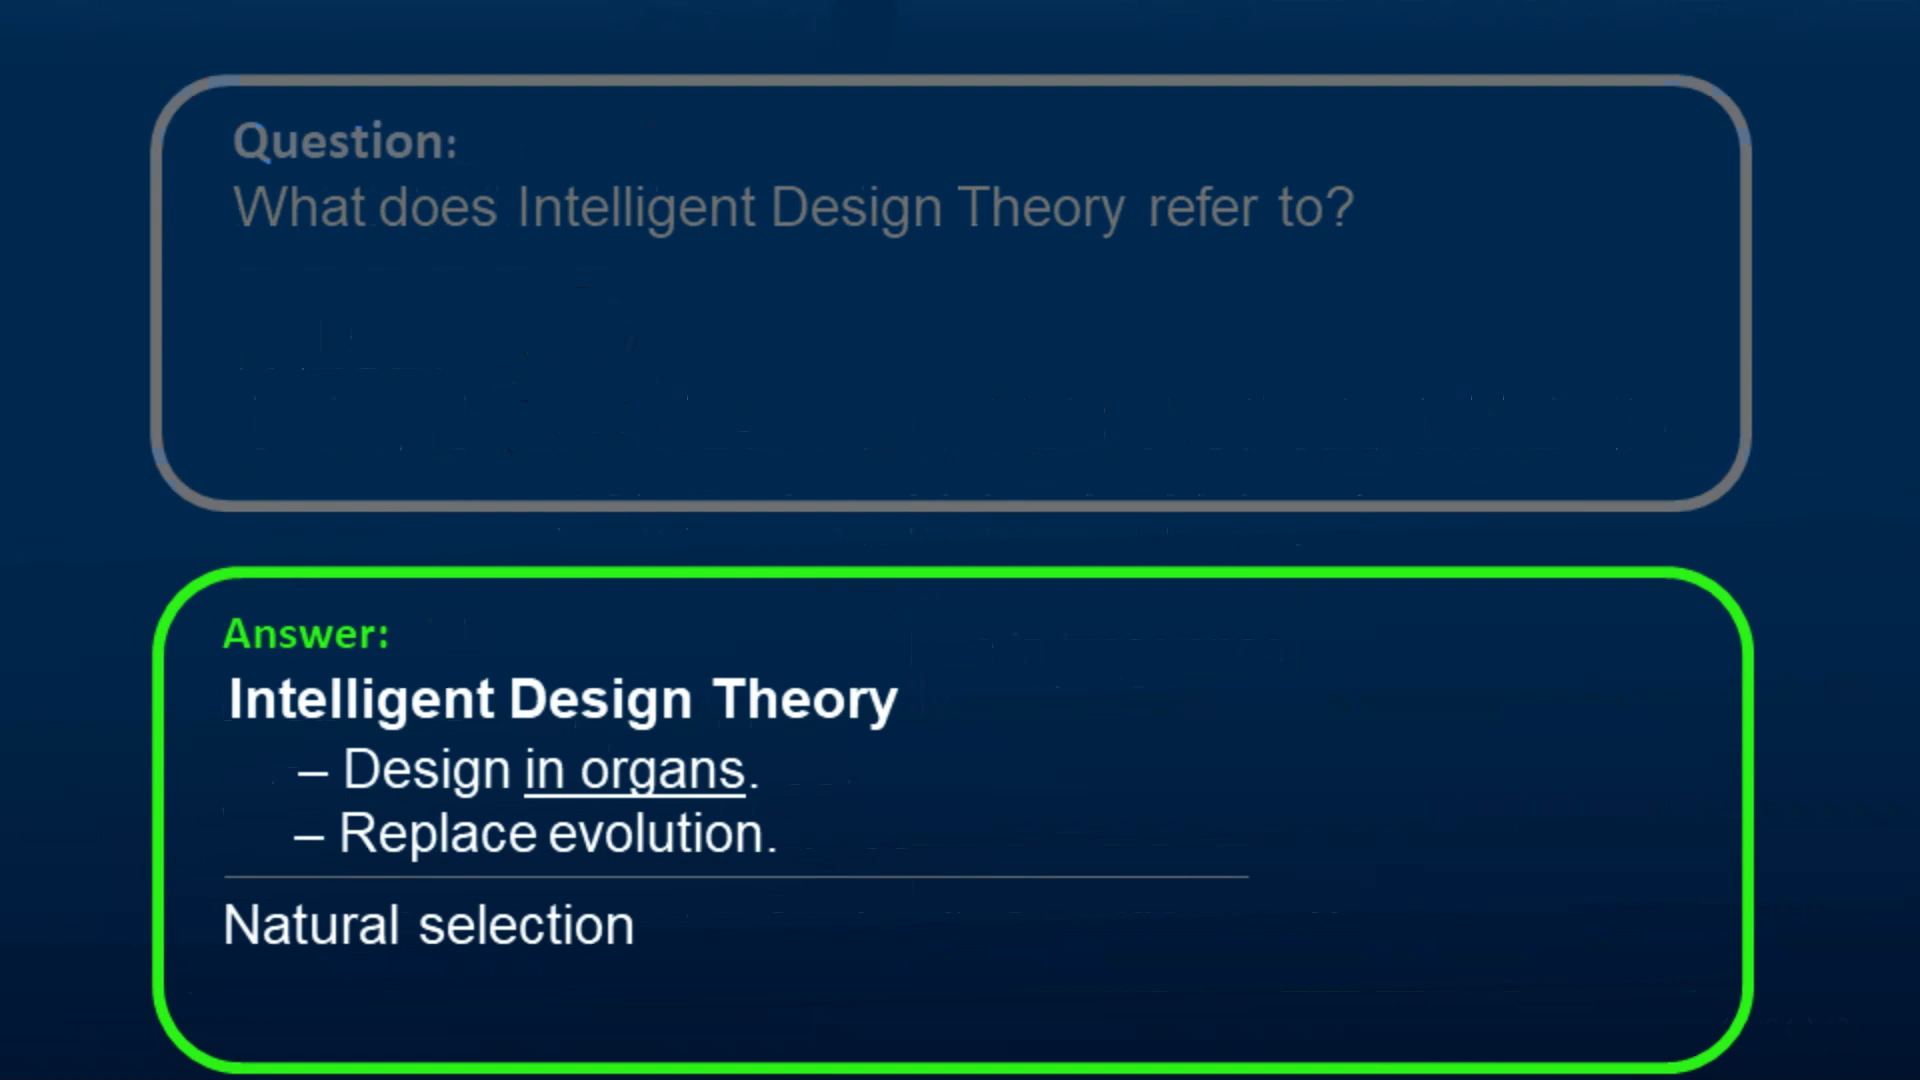 Question:
What does Intelligent Design Theory refer to?
Answer:
Intelligent Design Theory
– Design in organs.
– Replace evolution.
Natural selection